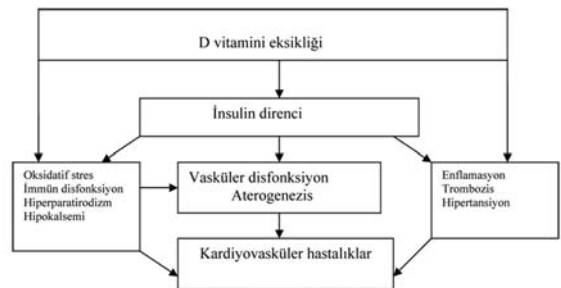 D vitamini eksikliği
İnsulin direnci
Oksidatif stres
İmmün disfonksiyon
Hiperparatirodizm
Hipokalsemi
Vasküler disfonksiyon
Aterogenezis
Enflamasyon
Trombozis
Hipertansiyon
Kardiyovasküler hastalıklar